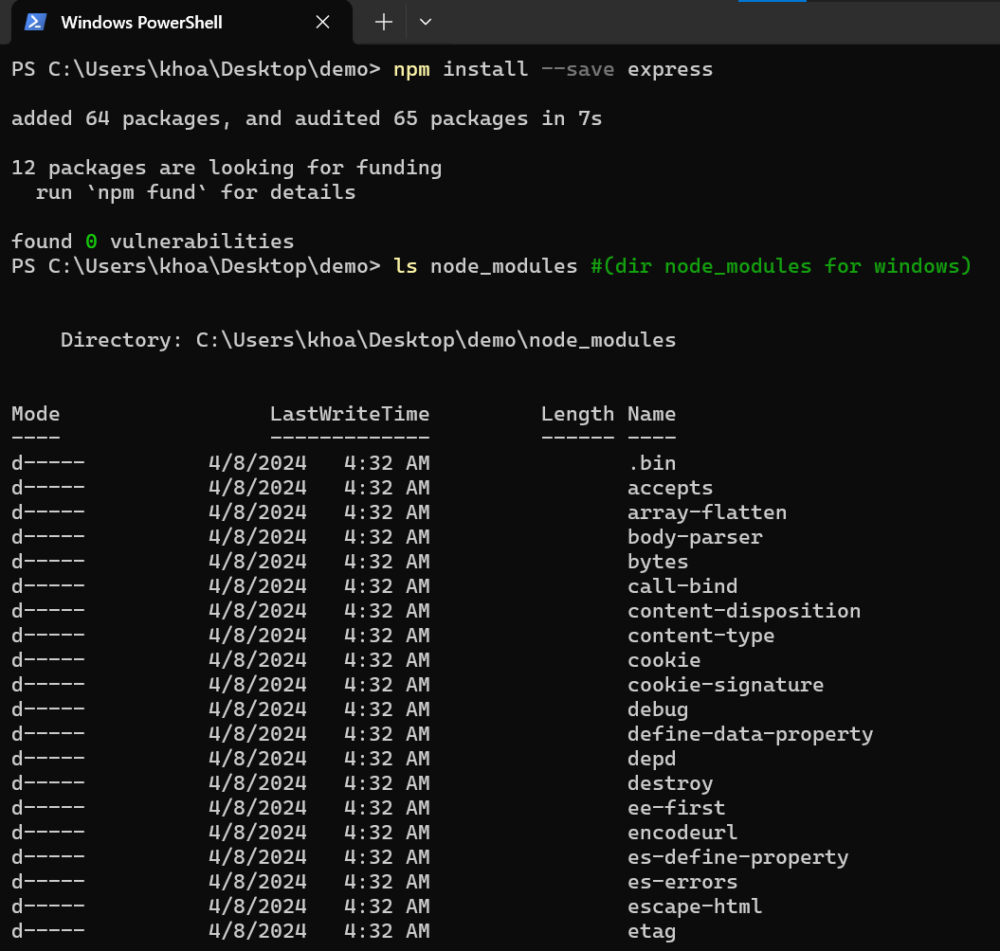 Windows PowerShell
PS C:\Users\khoa\Desktop\demo> npm install --save express
added 64 packages, and audited 65 packages in 7s
12 packages are looking for funding
  run `npm fund` for details
found 0 vulnerabilities
PS C:\Users\khoa\Desktop\demo> ls node_modules #(dir node_modules for windows)
    Directory: C:\Users\khoa\Desktop\demo\node_modules
Mode                 LastWriteTime         Length Name
----                 -------------         ------ ----
d-----          4/8/2024   4:32 AM                .bin
d-----          4/8/2024   4:32 AM                accepts
d-----          4/8/2024   4:32 AM                array-flatten
d-----          4/8/2024   4:32 AM                body-parser
d-----          4/8/2024   4:32 AM                bytes
d-----          4/8/2024   4:32 AM                call-bind
d-----          4/8/2024   4:32 AM                content-disposition
d-----          4/8/2024   4:32 AM                content-type
d-----          4/8/2024   4:32 AM                cookie
d-----          4/8/2024   4:32 AM                cookie-signature
d-----          4/8/2024   4:32 AM                debug
d-----          4/8/2024   4:32 AM                define-data-property
d-----          4/8/2024   4:32 AM                depd
d-----          4/8/2024   4:32 AM                destroy
d-----          4/8/2024   4:32 AM                ee-first
d-----          4/8/2024   4:32 AM                encodeurl
d-----          4/8/2024   4:32 AM                es-define-property
d-----          4/8/2024   4:32 AM                es-errors
d-----          4/8/2024   4:32 AM                escape-html
d-----          4/8/2024   4:32 AM                etag